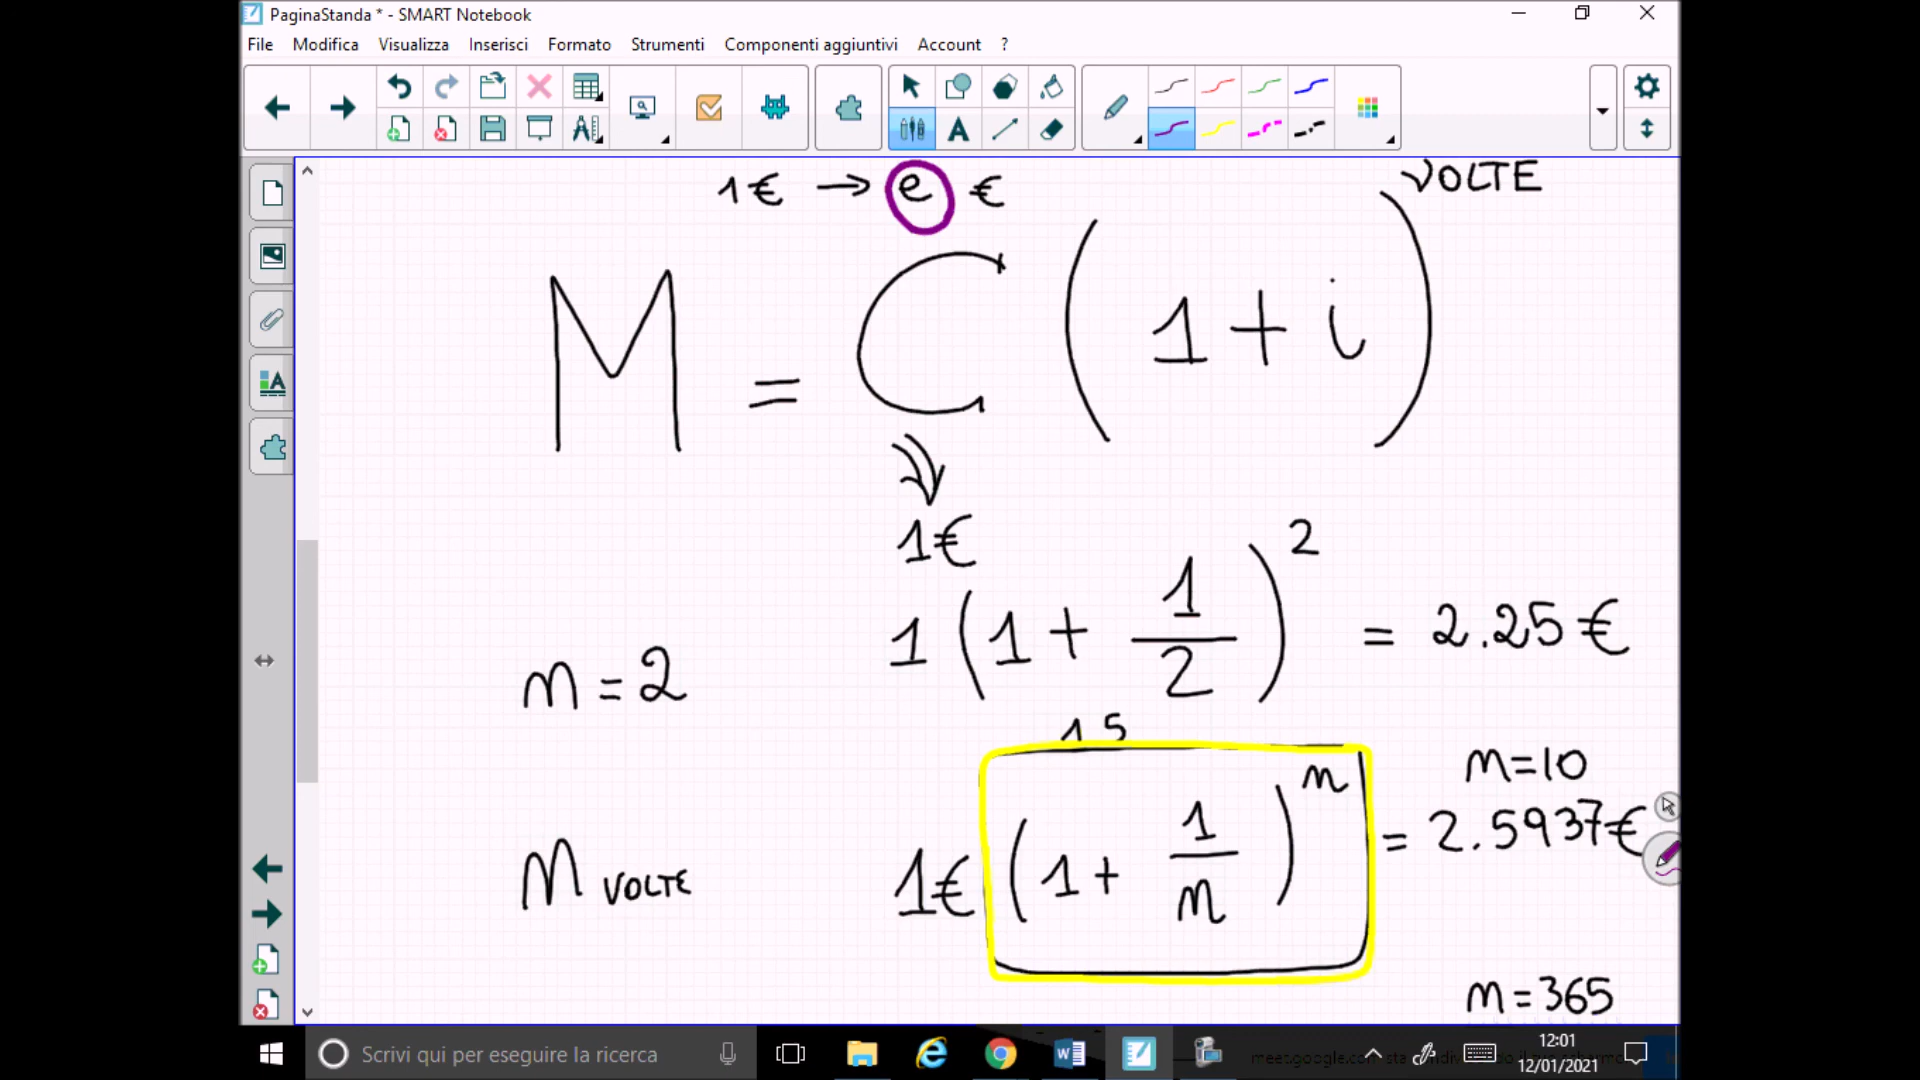 PaginaStanda * - SMART Notebook
File Modifica Visualizza Inserisci Formato Strumenti Componenti aggiuntivi Account ?
1€ → e €
VOLTE
M = C ( 1 + i )
1€
m = 2
1 ( 1 + 1/2 )² = 2.25 €
1 5
m=10
M VOLTE
1€ ( 1 + 1/m )ᵐ = 2.5937€
m = 365
Scrivi qui per eseguire la ricerca
12:01
12/01/2021